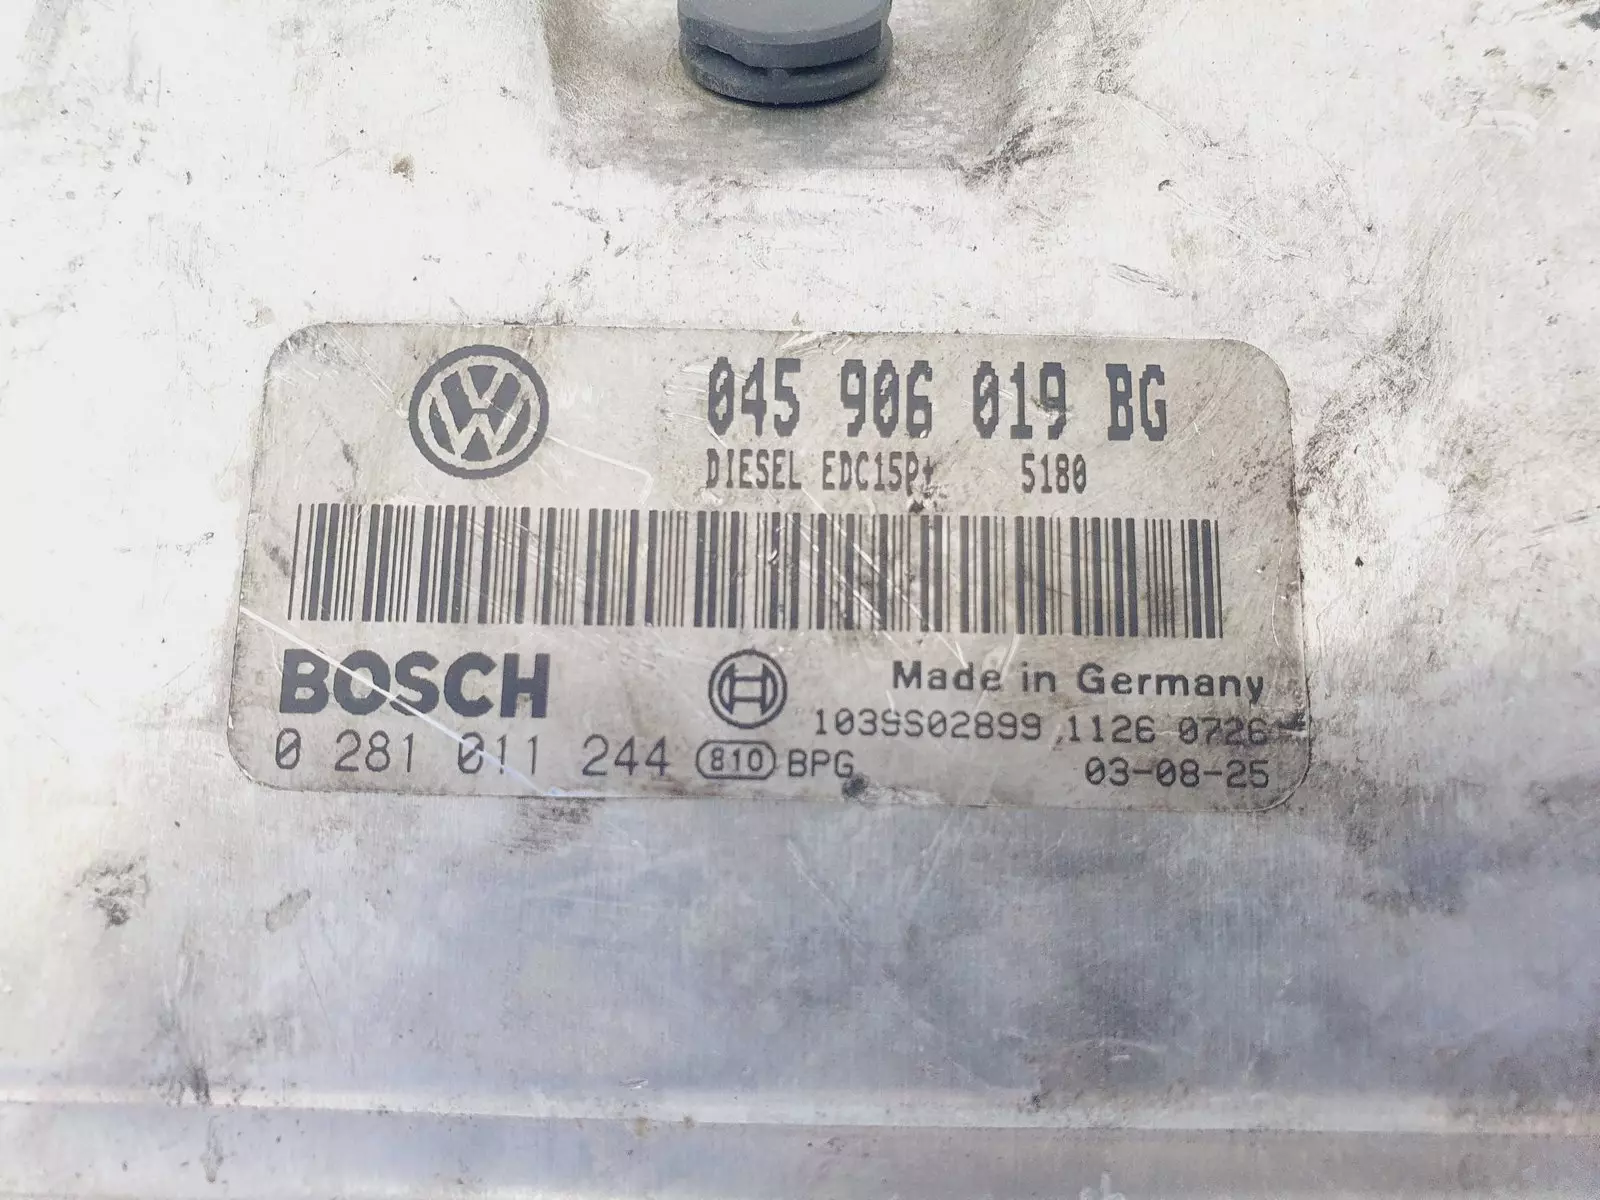 045 906 019 BG
DIESEL EDC15P+ 5180
BOSCH
Made in Germany
1039S02899 1126 0726
0 281 011 244 810 BPG 03-08-25